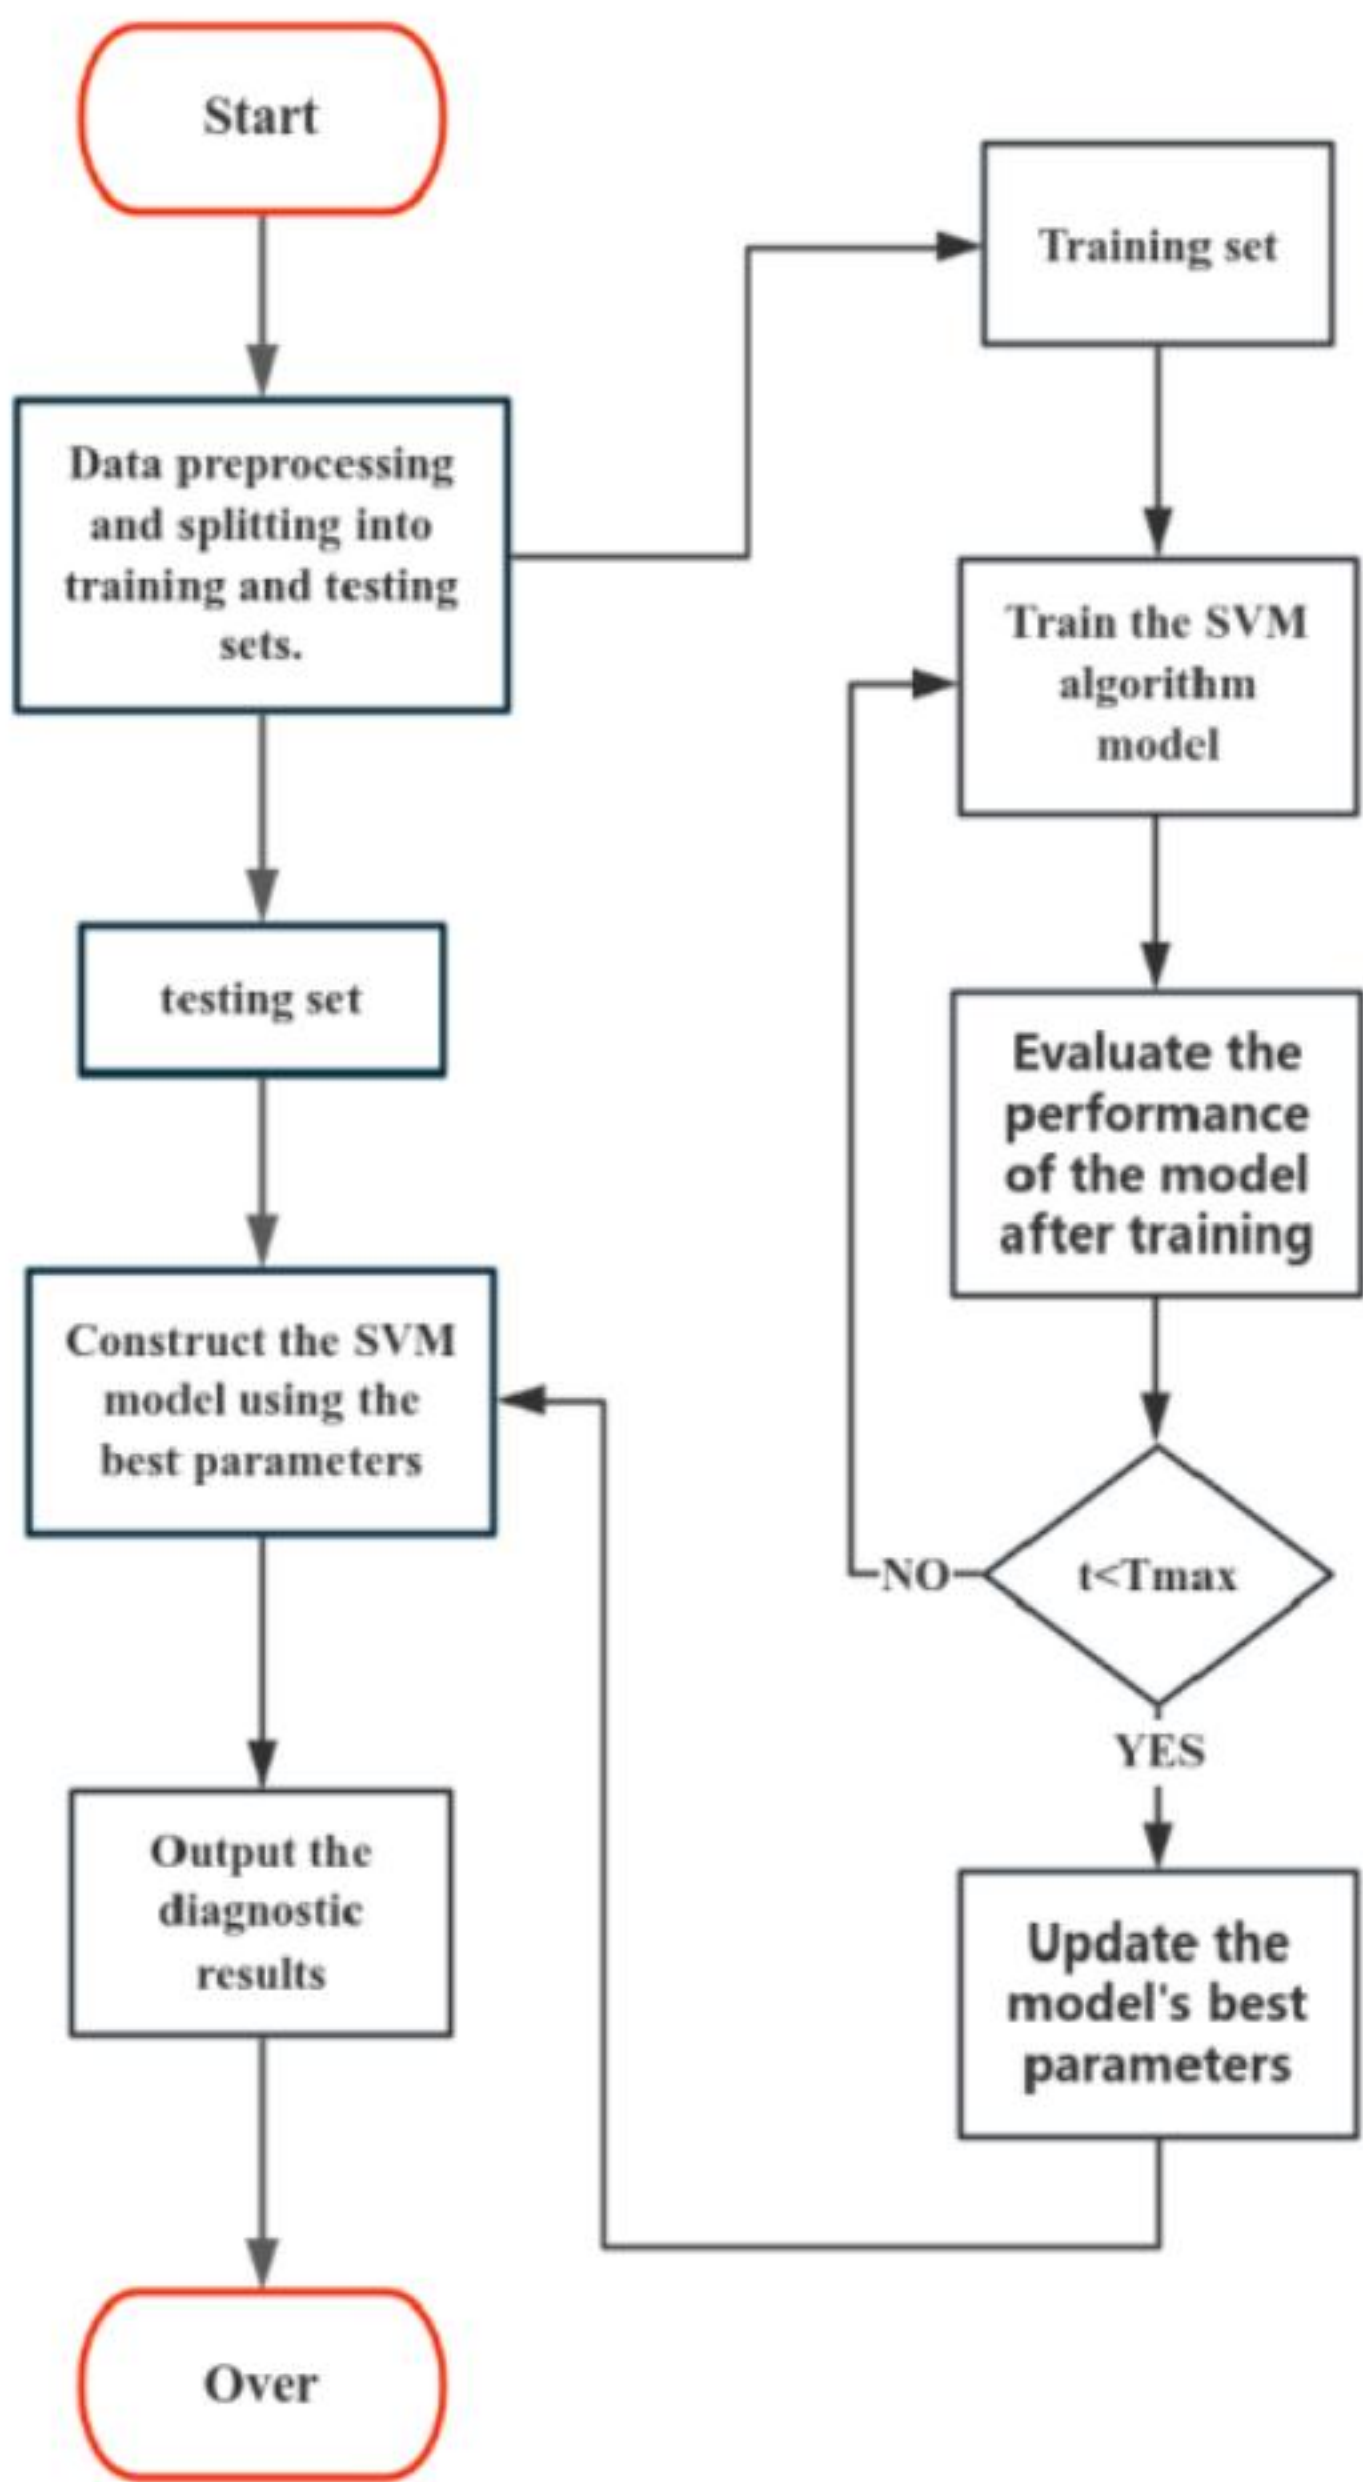 Start
Data preprocessing
and splitting into
training and testing
sets.
testing set
Construct the SVM
model using the
best parameters
Output the
diagnostic
results
Over
Training set
Train the SVM
algorithm
model
Evaluate the
performance
of the model
after training
t<Tmax
NO
YES
Update the
model's best
parameters